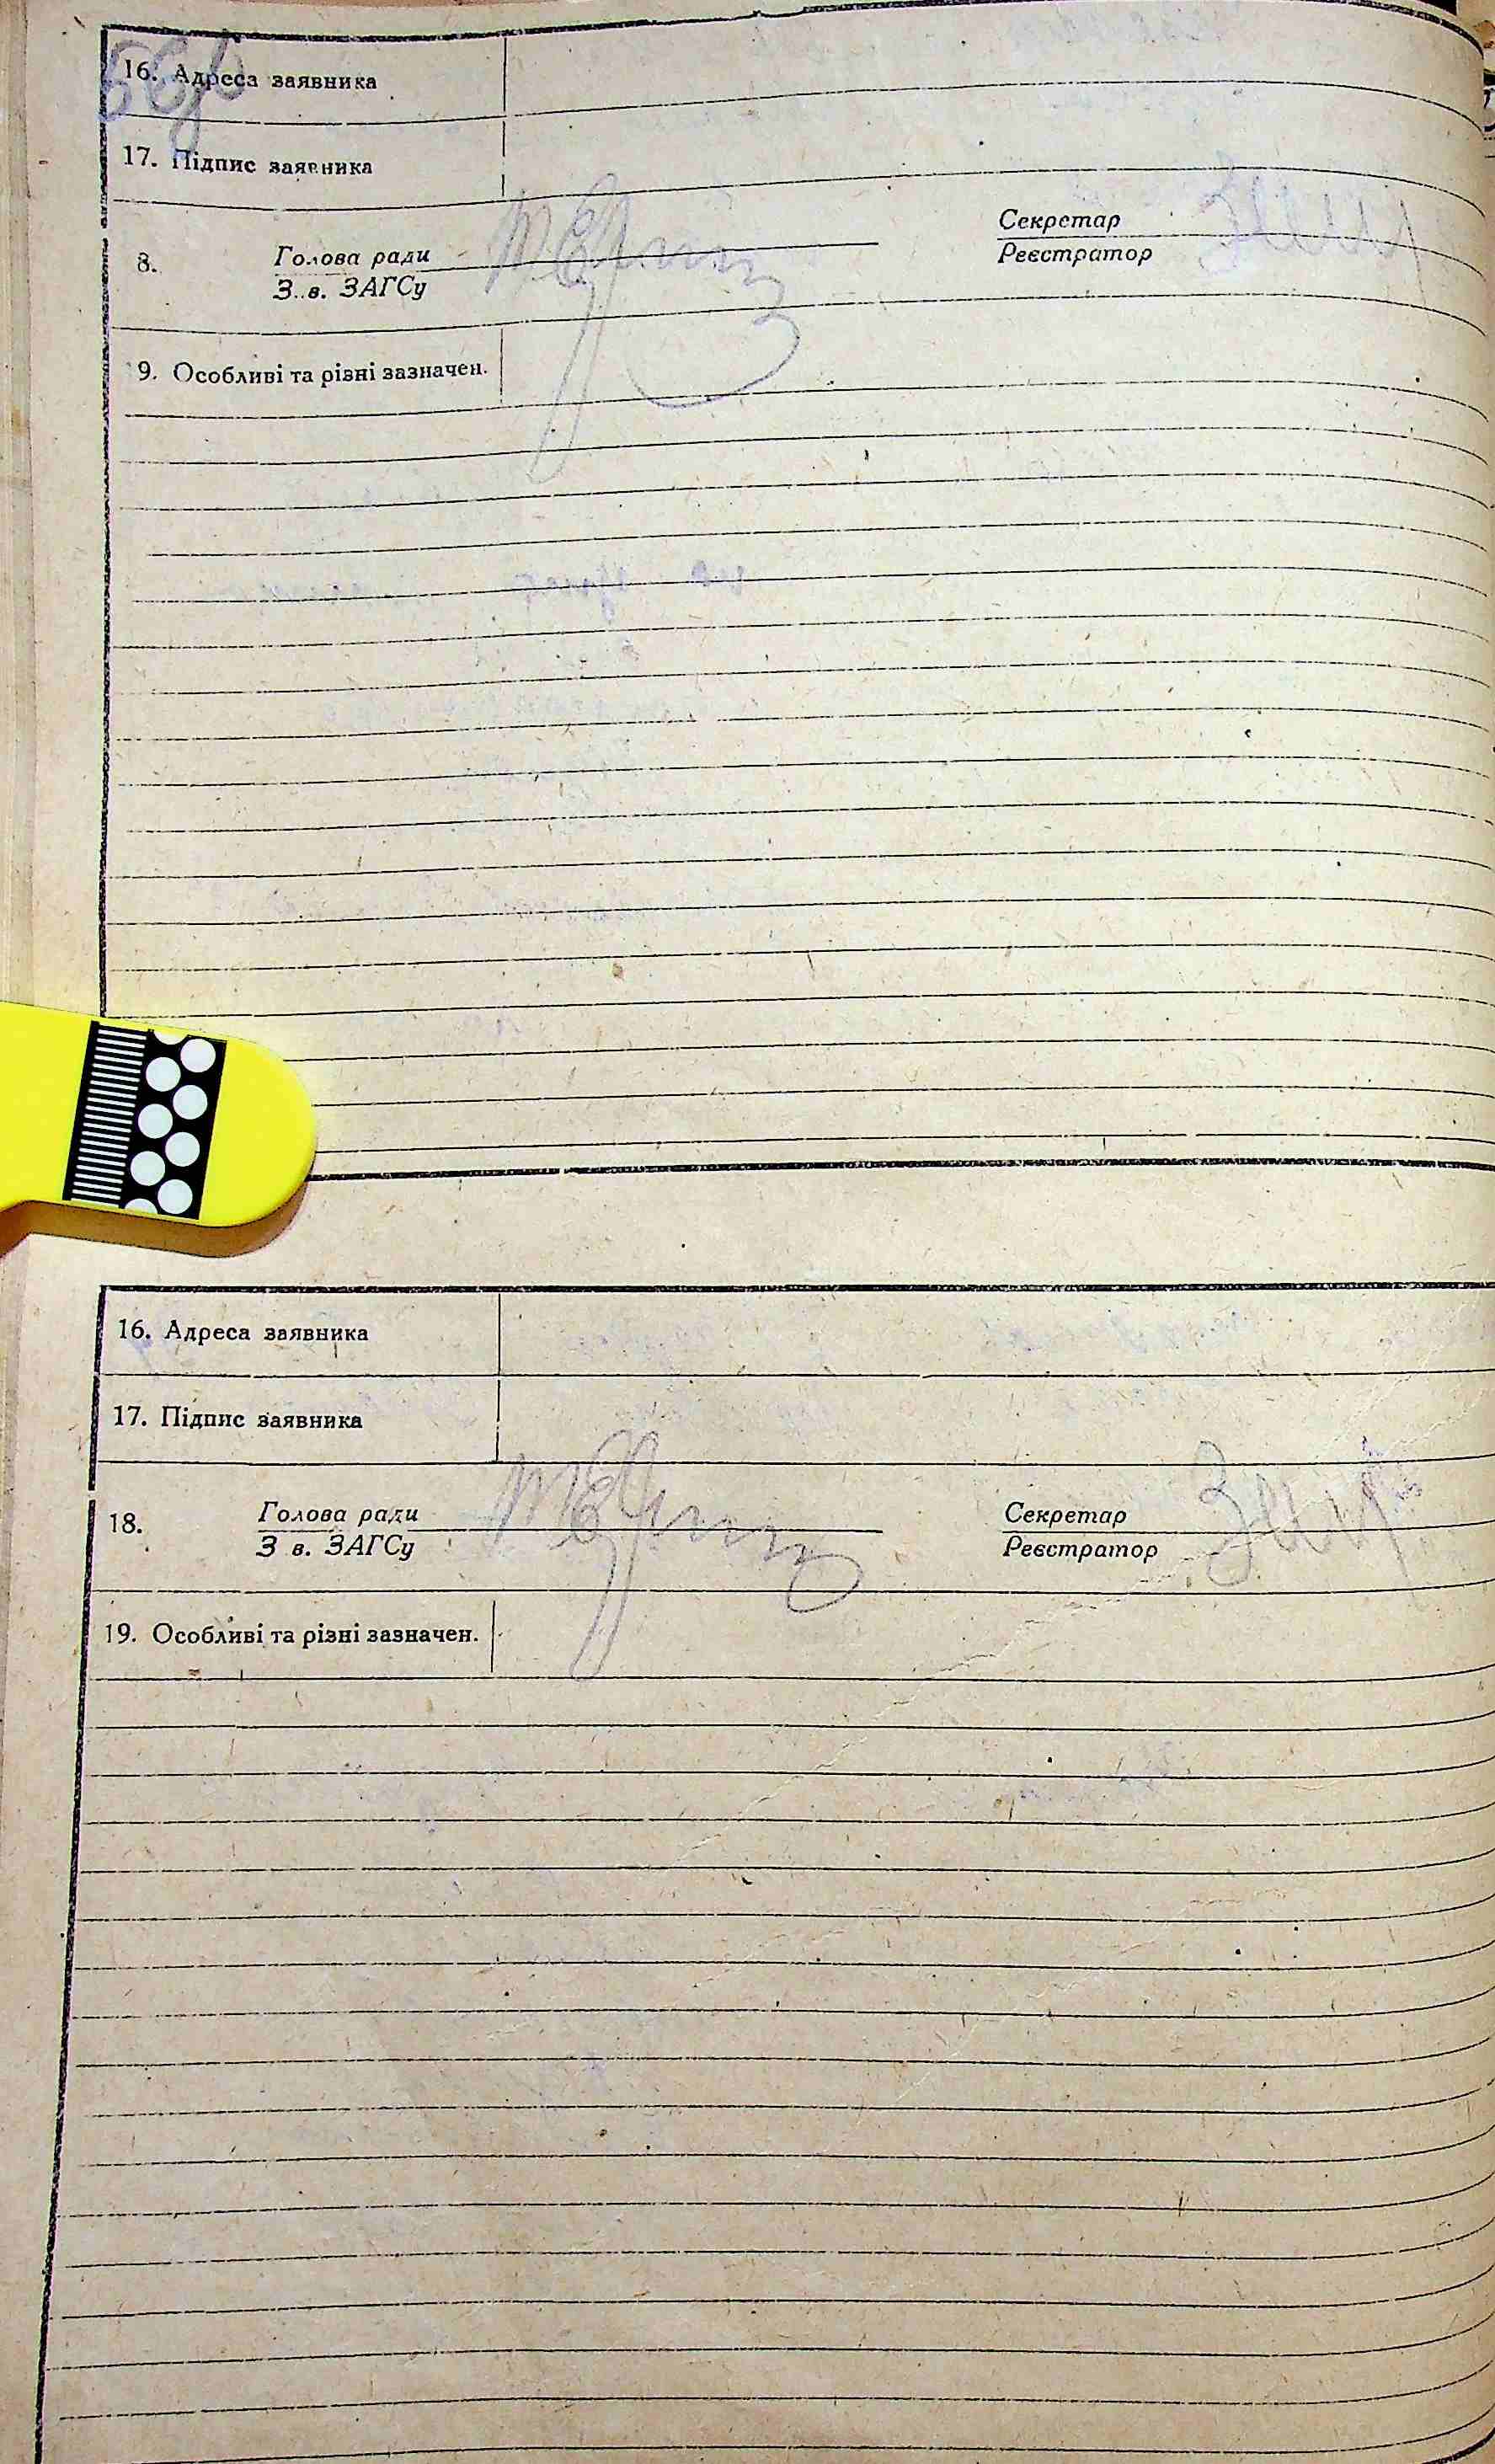 16. Адреса заявника
17. Підпис заявника
8. Голова ради Секретар
З..в. ЗАГСу Реєстратор
9. Особливі та різні зазначен.
16. Адреса заявника
17. Підпис заявника
18. Голова ради Секретар
З в. ЗАГСу Реєстратор
19. Особливі та різні зазначен.